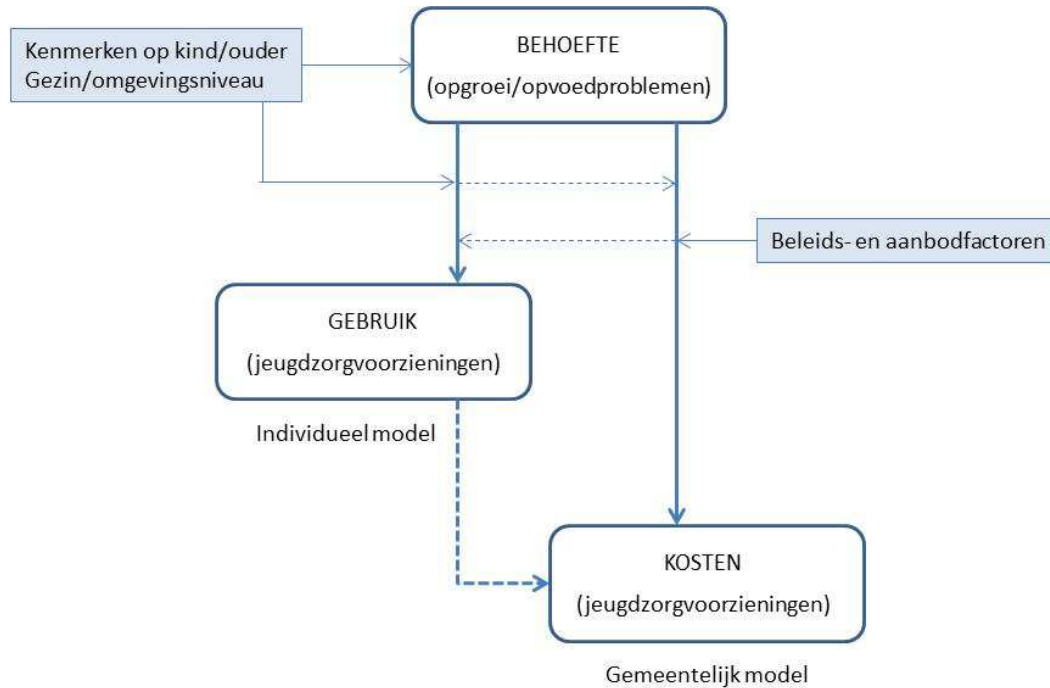 Kenmerken op kind/ouder
Gezin/omgevingsniveau
BEHOEFTE
(opgroei/opvoedproblemen)
Beleids- en aanbodfactoren
GEBRUIK
(jeugdzorgvoorzieningen)
Individueel model
KOSTEN
(jeugdzorgvoorzieningen)
Gemeentelijk model